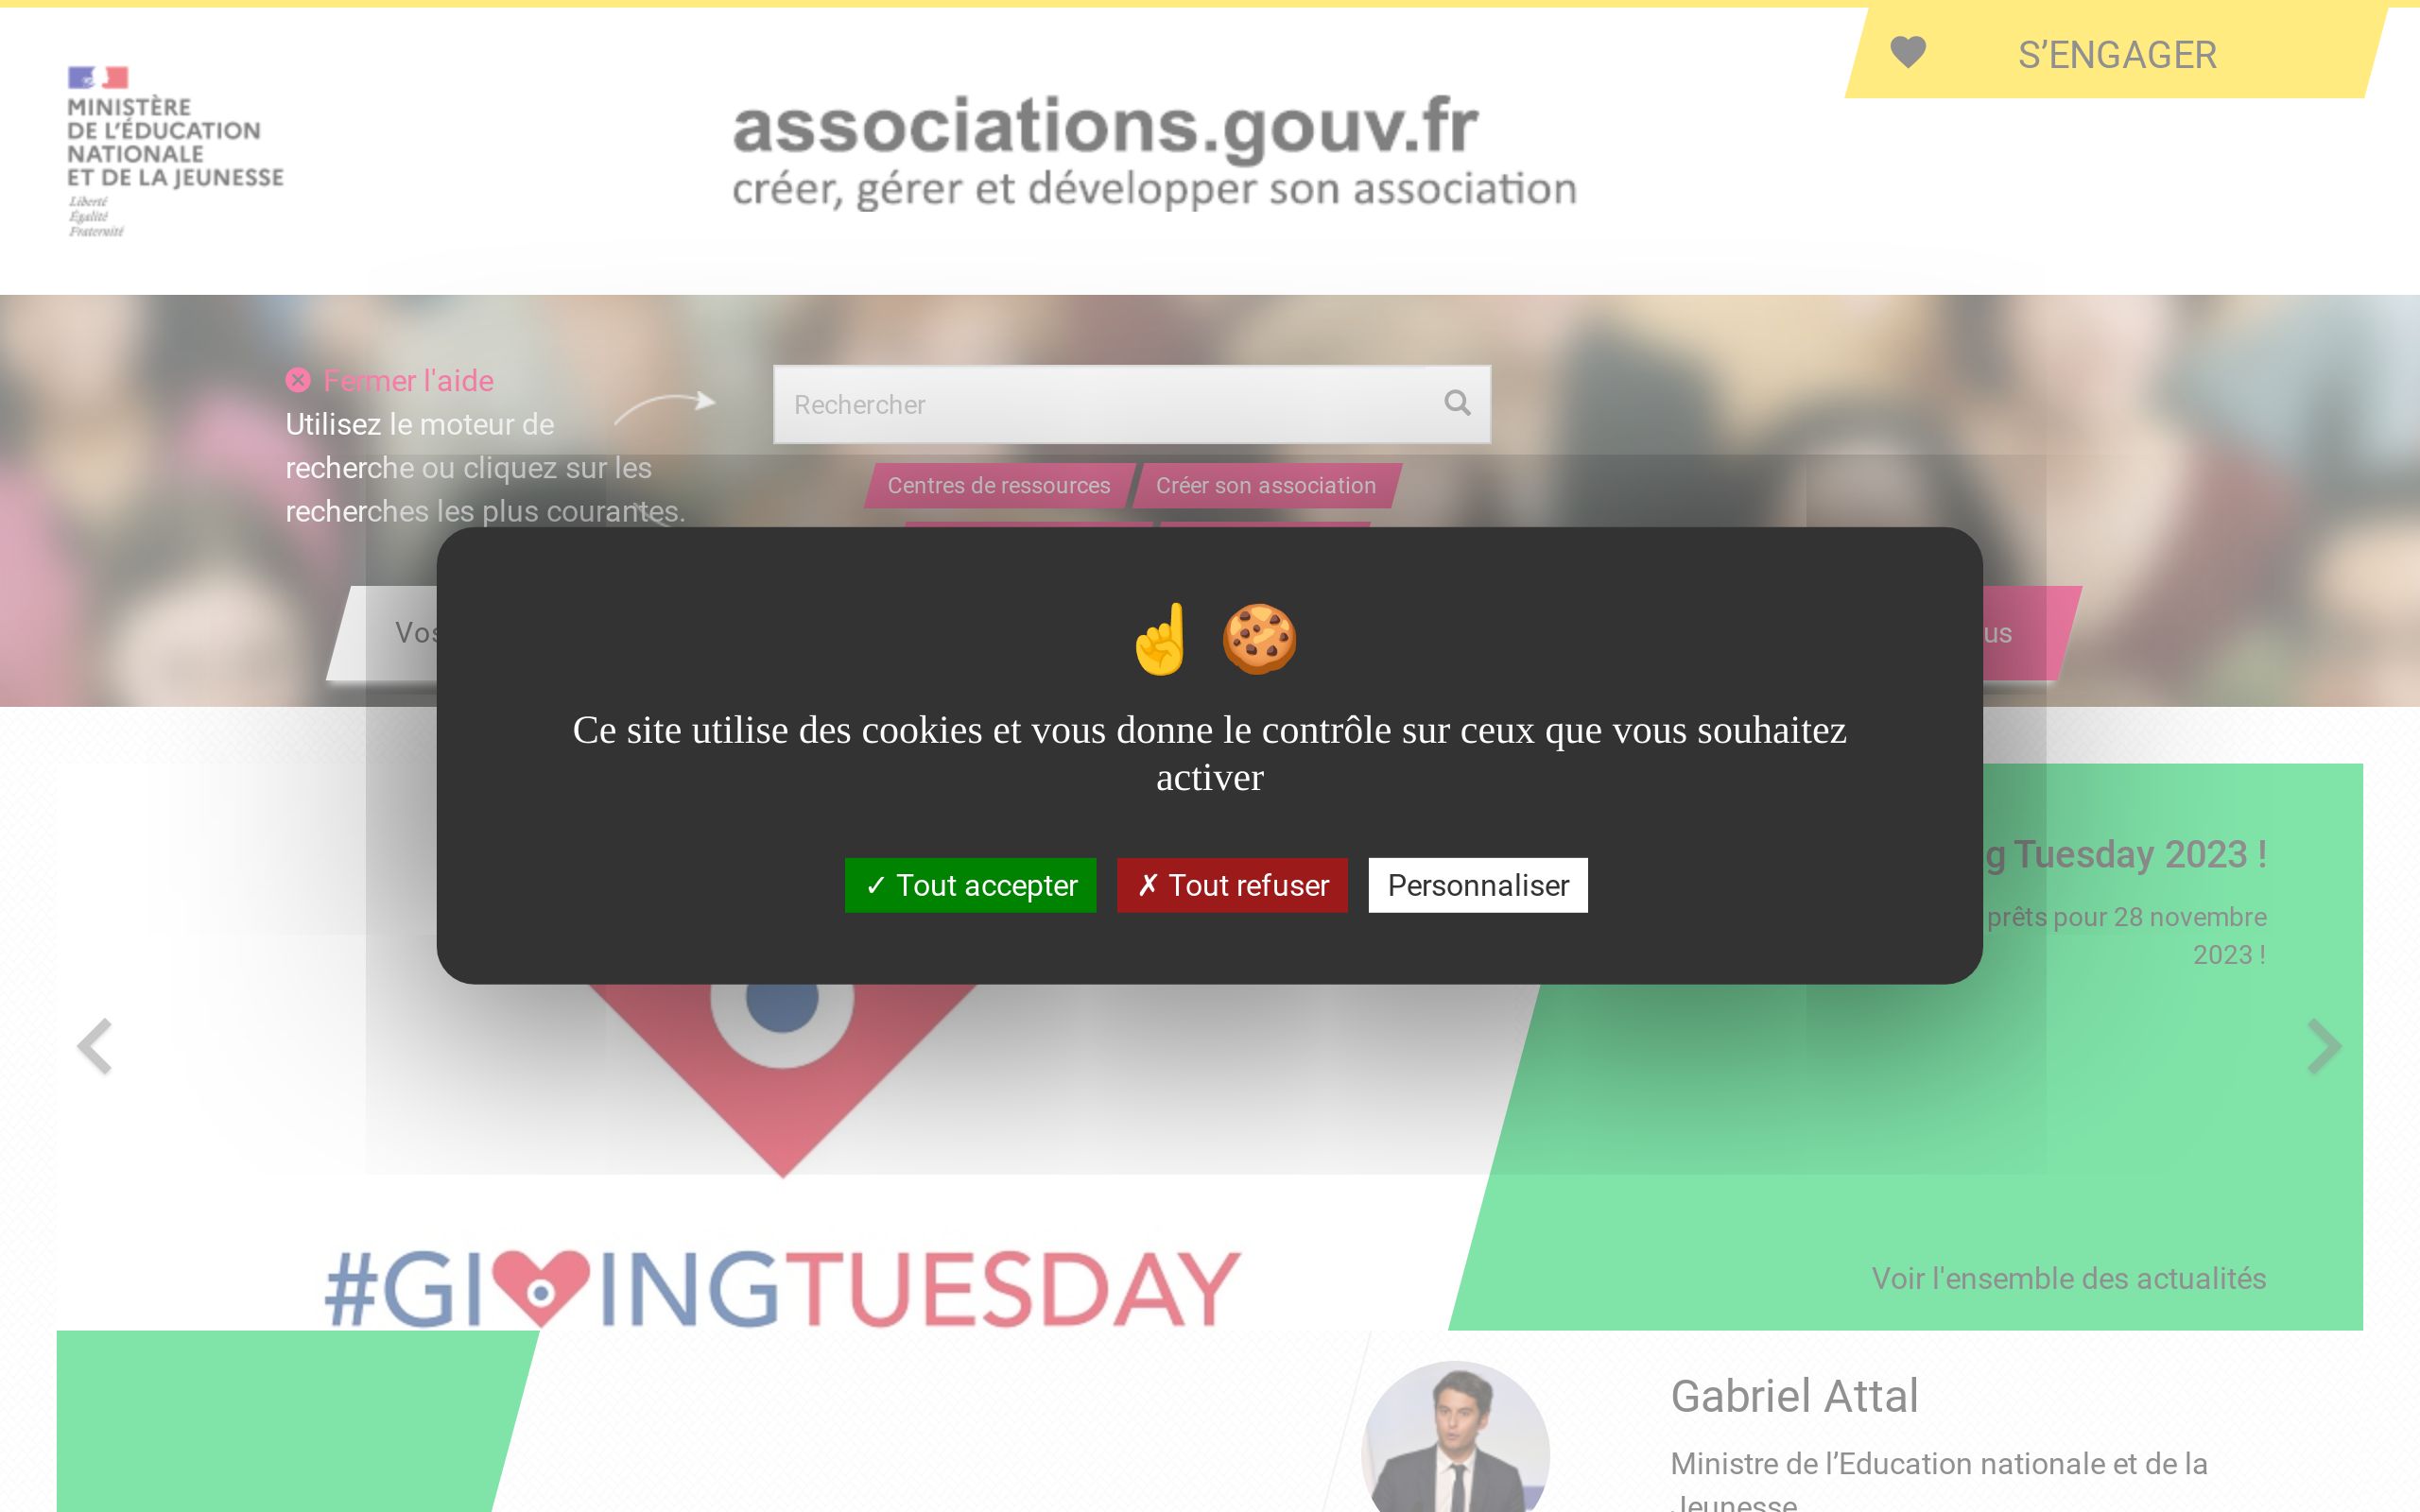 S'ENGAGER
MINISTÈRE
DE L'ÉDUCATION
NATIONALE
ET DE LA JEUNESSE
Liberté
Égalité
Fraternité
associations.gouv.fr
créer, gérer et développer son association
Fermer l'aide
Utilisez le moteur de
recherche ou cliquez sur les
recherches les plus courantes.
Rechercher
Centres de ressources
Créer son association
Ce site utilise des cookies et vous donne le contrôle sur ceux que vous souhaitez
activer
✓ Tout accepter
✗ Tout refuser
Personnaliser
Tuesday 2023 !
prêts pour 28 novembre
2023 !
#GIVINGTUESDAY
Voir l'ensemble des actualités
Gabriel Attal
Ministre de l’Education nationale et de la
Jeunesse